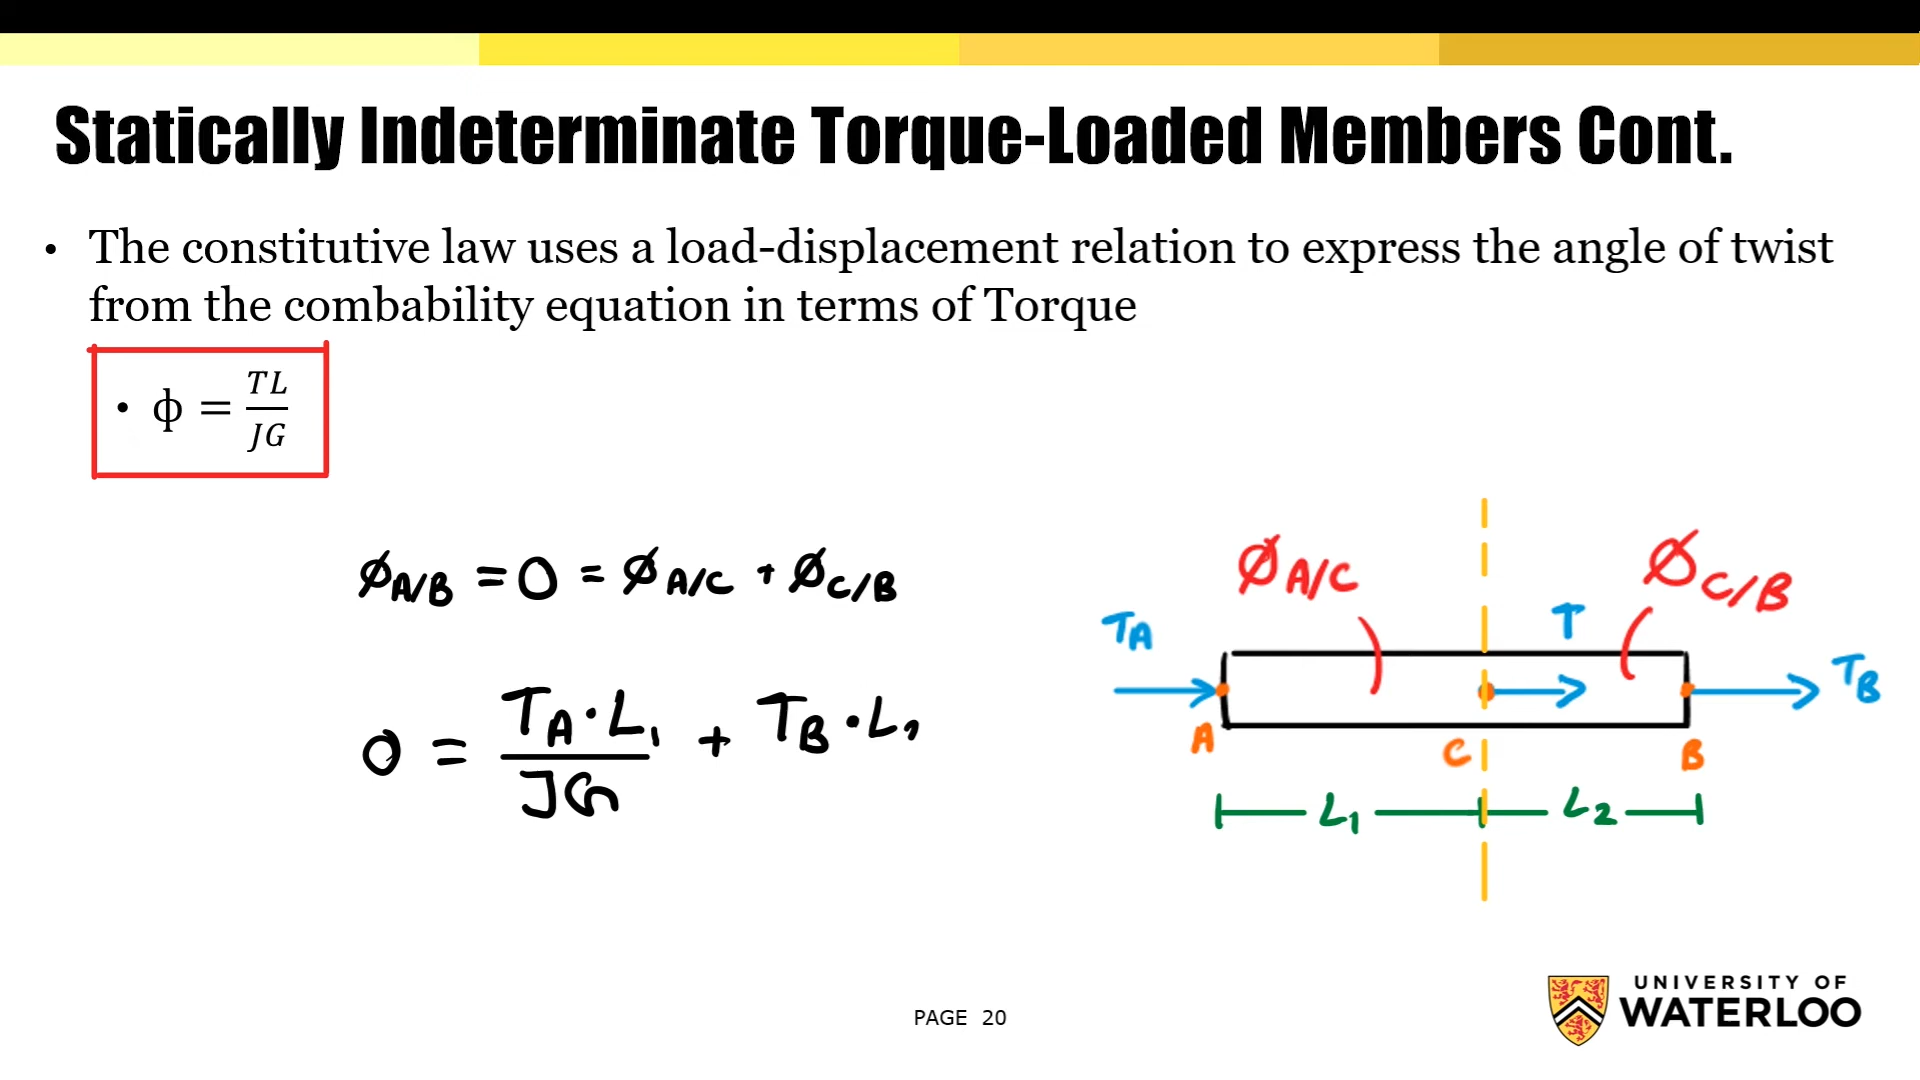 Statically Indeterminate Torque-Loaded Members Cont.
• The constitutive law uses a load-displacement relation to express the angle of twist
from the combability equation in terms of Torque
• ϕ = TL/JG
ØA/B = 0 = ØA/C + ØC/B
0 = TA·L1/JG + TB·L
ØA/C
ØC/B
TA
T
TB
A
C
B
L1
L2
PAGE 20
UNIVERSITY OF
WATERLOO